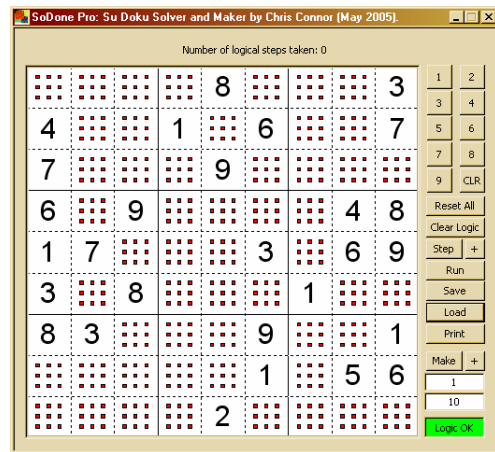 SoDone Pro: Su Doku Solver and Maker by Chris Connor (May 2005).
Number of logical steps taken: 0
8 3
4 1 6 7
7 9
6 9 4 8
1 7 3 6 9
3 8 1
8 3 9 1
1 5 6
2
1 2
3 4
5 6
7 8
9 CLR
Reset All
Clear Logic
Step +
Run
Save
Load
Print
Make +
1
10
Logic OK